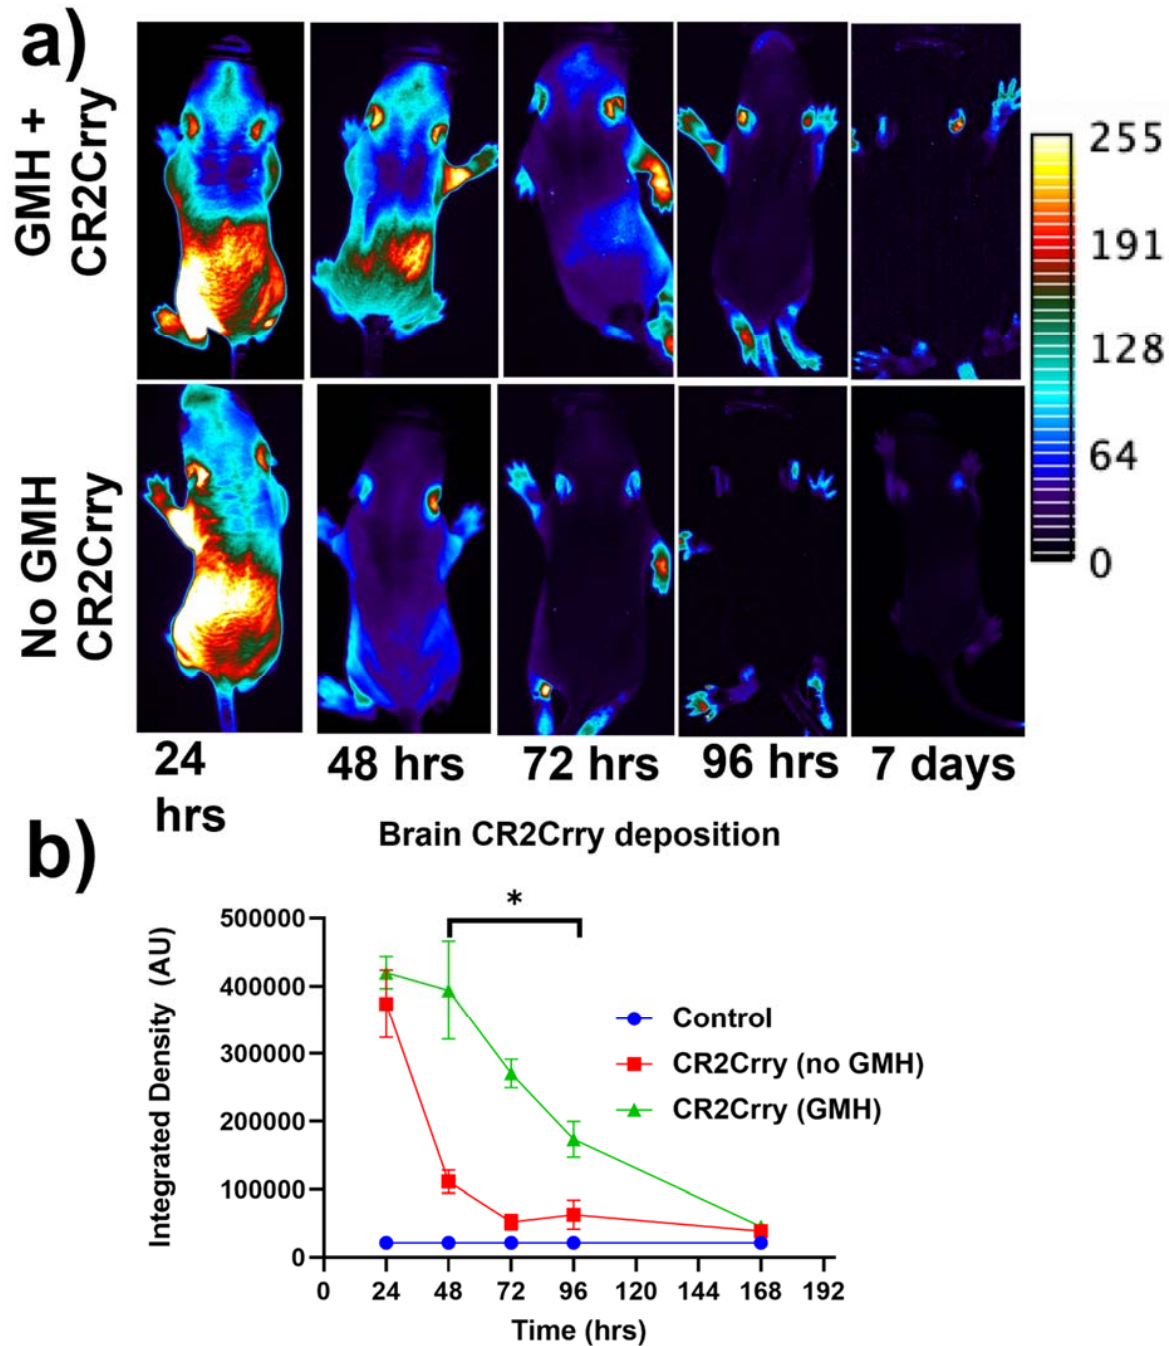 a)
GMH +
CR2Crry
255
191
128
64
0
No GMH
CR2Crry
24
hrs
48 hrs
72 hrs
96 hrs
7 days
b)
Brain CR2Crry deposition
*
Integrated Density (AU)
500000
400000
300000
200000
100000
0
Control
CR2Crry (no GMH)
CR2Crry (GMH)
0 24 48 72 96 120 144 168 192
Time (hrs)